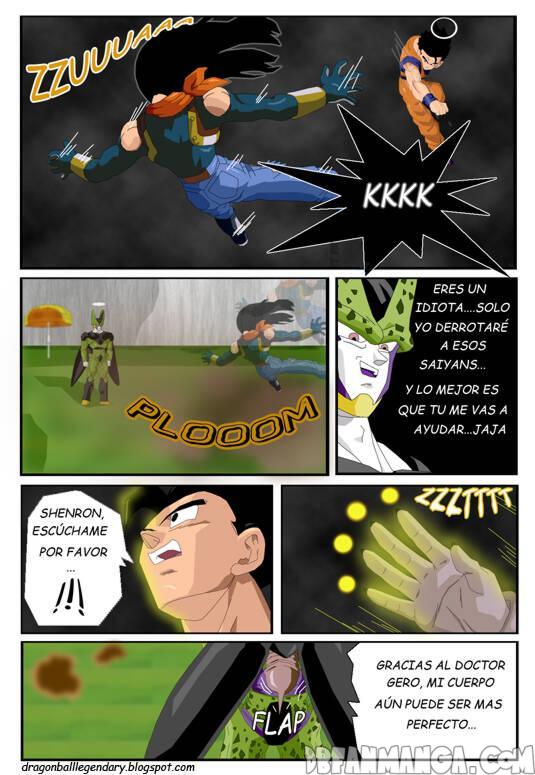 ZZUUUAAA
KKKK
PLOOOM
ERES UN
IDIOTA....SOLO
YO DERROTARÉ
A ESOS
SAIYANS...
Y LO MEJOR ES
QUE TU ME VAS A
AYUDAR...JAJA
SHENRON,
ESCÚCHAME
POR FAVOR
...
!!!
ZZZTTTT
FLAP
GRACIAS AL DOCTOR
GERO, MI CUERPO
AÚN PUEDE SER MAS
PERFECTO...
DBFANMANGA.COM
dragonballlegendary.blogspot.com